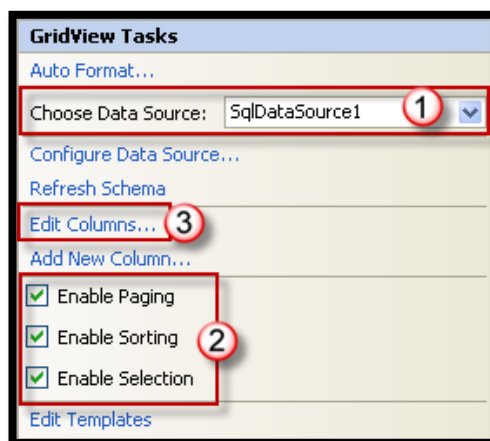 GridView Tasks
Auto Format...
Choose Data Source: SqlDataSource1 1
Configure Data Source...
Refresh Schema
Edit Columns... 3
Add New Column...
Enable Paging
Enable Sorting 2
Enable Selection
Edit Templates